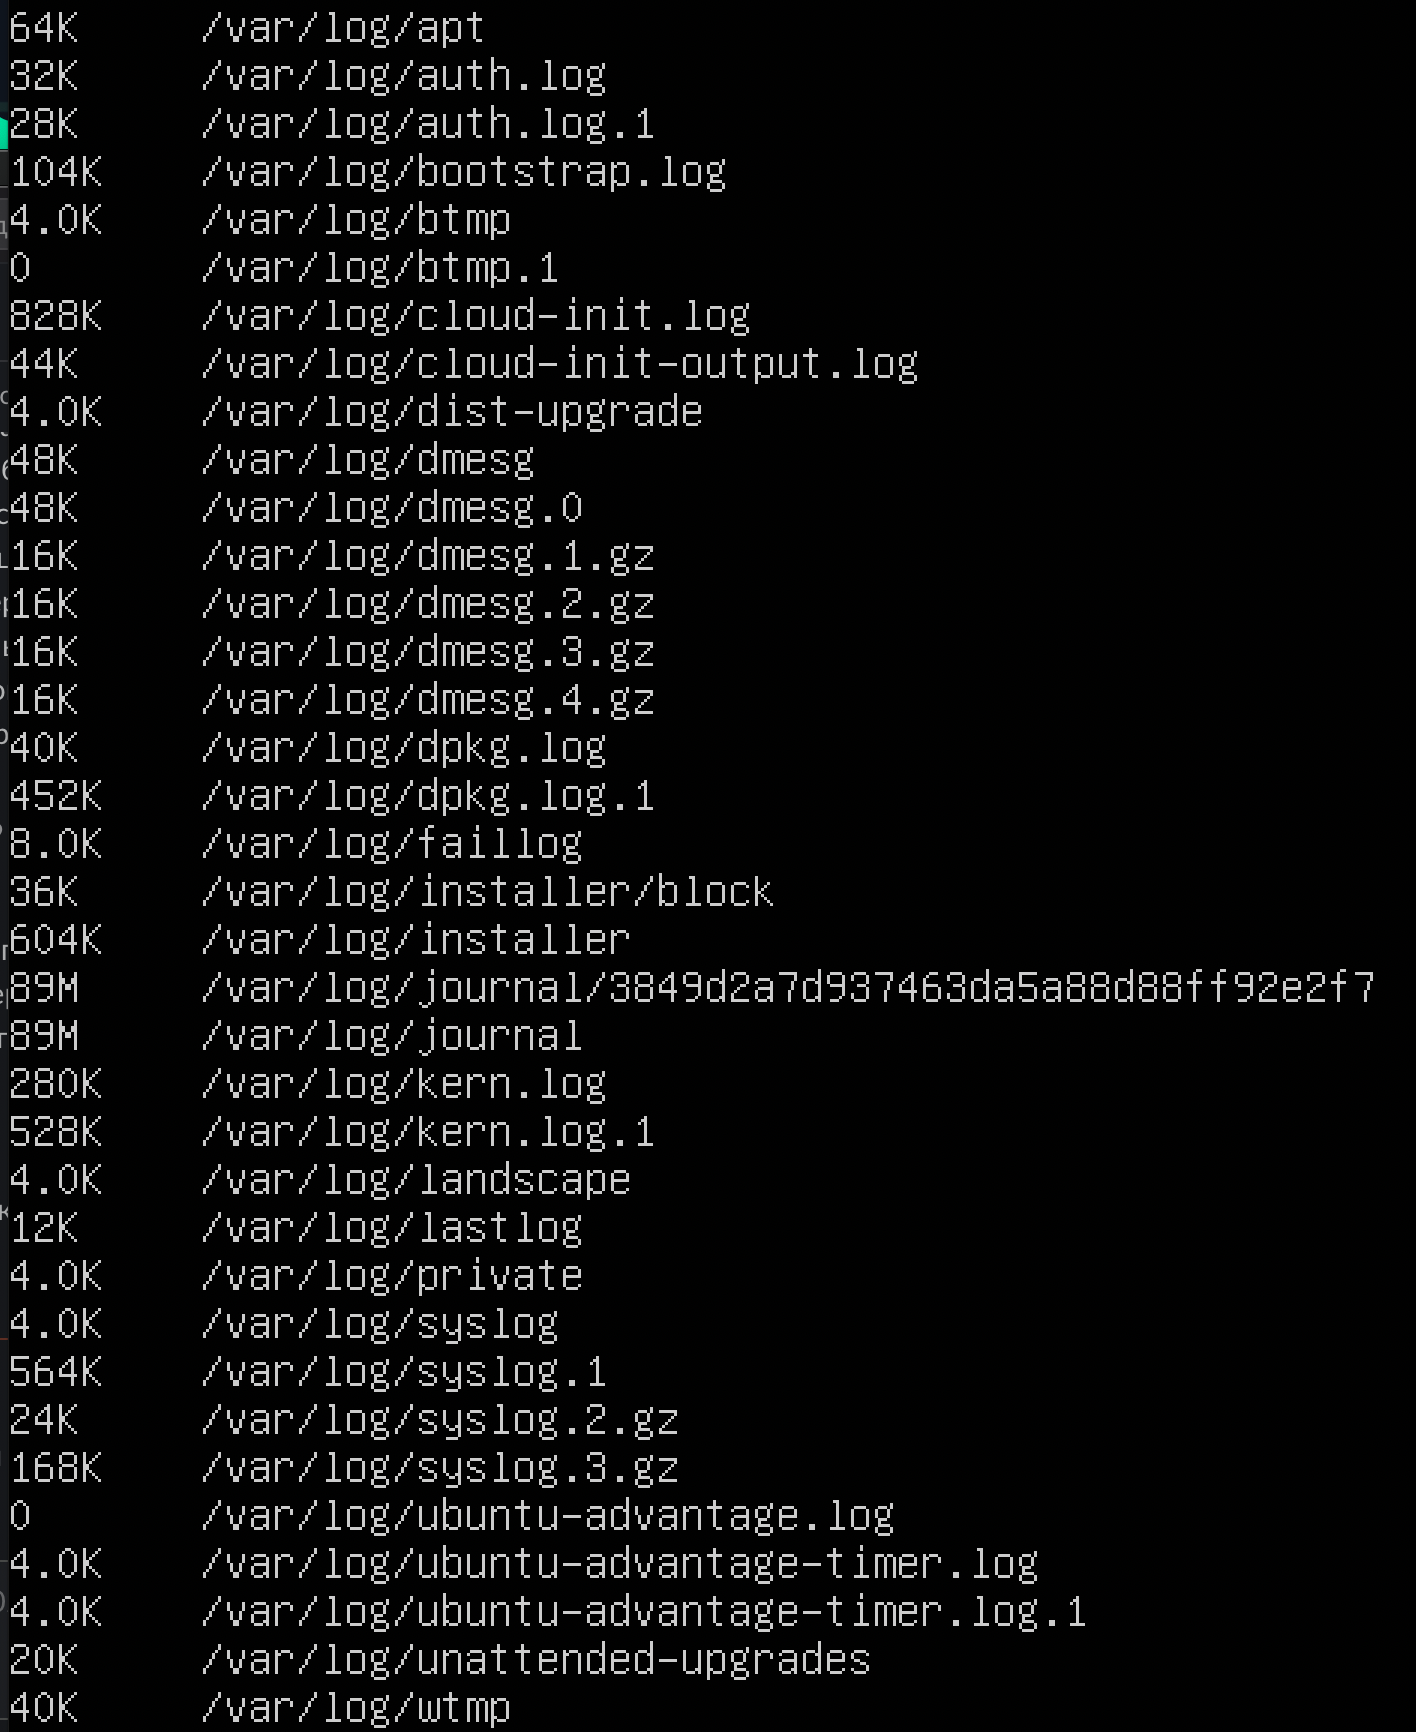 64K /var/log/apt
32K /var/log/auth.log
28K /var/log/auth.log.1
104K /var/log/bootstrap.log
4.0K /var/log/btmp
0 /var/log/btmp.1
828K /var/log/cloud-init.log
44K /var/log/cloud-init-output.log
4.0K /var/log/dist-upgrade
48K /var/log/dmesg
48K /var/log/dmesg.0
16K /var/log/dmesg.1.gz
16K /var/log/dmesg.2.gz
16K /var/log/dmesg.3.gz
16K /var/log/dmesg.4.gz
40K /var/log/dpkg.log
452K /var/log/dpkg.log.1
8.0K /var/log/faillog
36K /var/log/installer/block
604K /var/log/installer
89M /var/log/journal/3849d2a7d937463da5a88d88ff92e2f7
89M /var/log/journal
280K /var/log/kern.log
528K /var/log/kern.log.1
4.0K /var/log/landscape
12K /var/log/lastlog
4.0K /var/log/private
4.0K /var/log/syslog
564K /var/log/syslog.1
24K /var/log/syslog.2.gz
168K /var/log/syslog.3.gz
0 /var/log/ubuntu-advantage.log
4.0K /var/log/ubuntu-advantage-timer.log
4.0K /var/log/ubuntu-advantage-timer.log.1
20K /var/log/unattended-upgrades
40K /var/log/wtmp